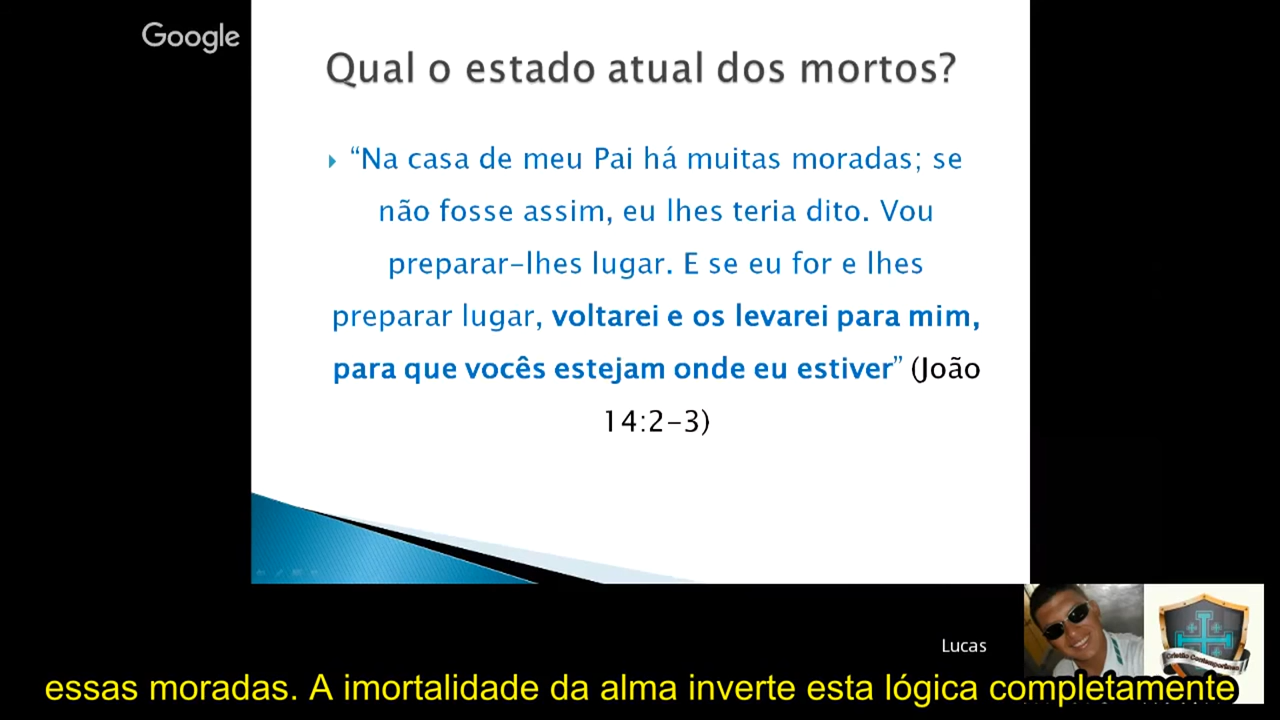 Google
Qual o estado atual dos mortos?
“Na casa de meu Pai há muitas moradas; se
não fosse assim, eu lhes teria dito. Vou
preparar-lhes lugar. E se eu for e lhes
preparar lugar, voltarei e os levarei para mim,
para que vocês estejam onde eu estiver” (João
14:2-3)
Lucas
Cristão Contemporâneo
essas moradas. A imortalidade da alma inverte esta lógica completamente